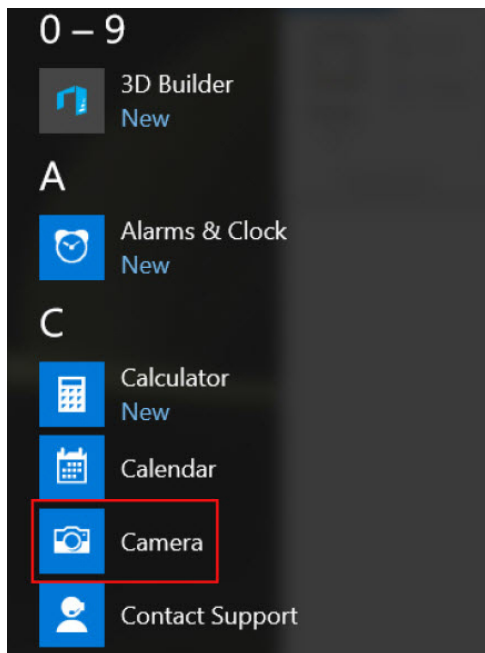 0 – 9
3D Builder
New
A
Alarms & Clock
New
C
Calculator
New
Calendar
Camera
Contact Support